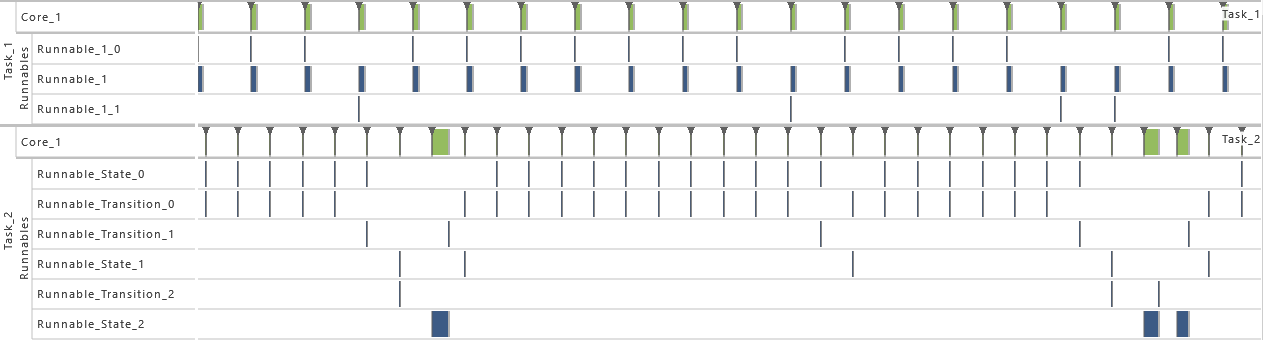 Core_1
Task_1
Task_1
Runnables
Runnable_1_0
Runnable_1
Runnable_1_1
Core_1
Task_2
Task_2
Runnables
Runnable_State_0
Runnable_Transition_0
Runnable_Transition_1
Runnable_State_1
Runnable_Transition_2
Runnable_State_2